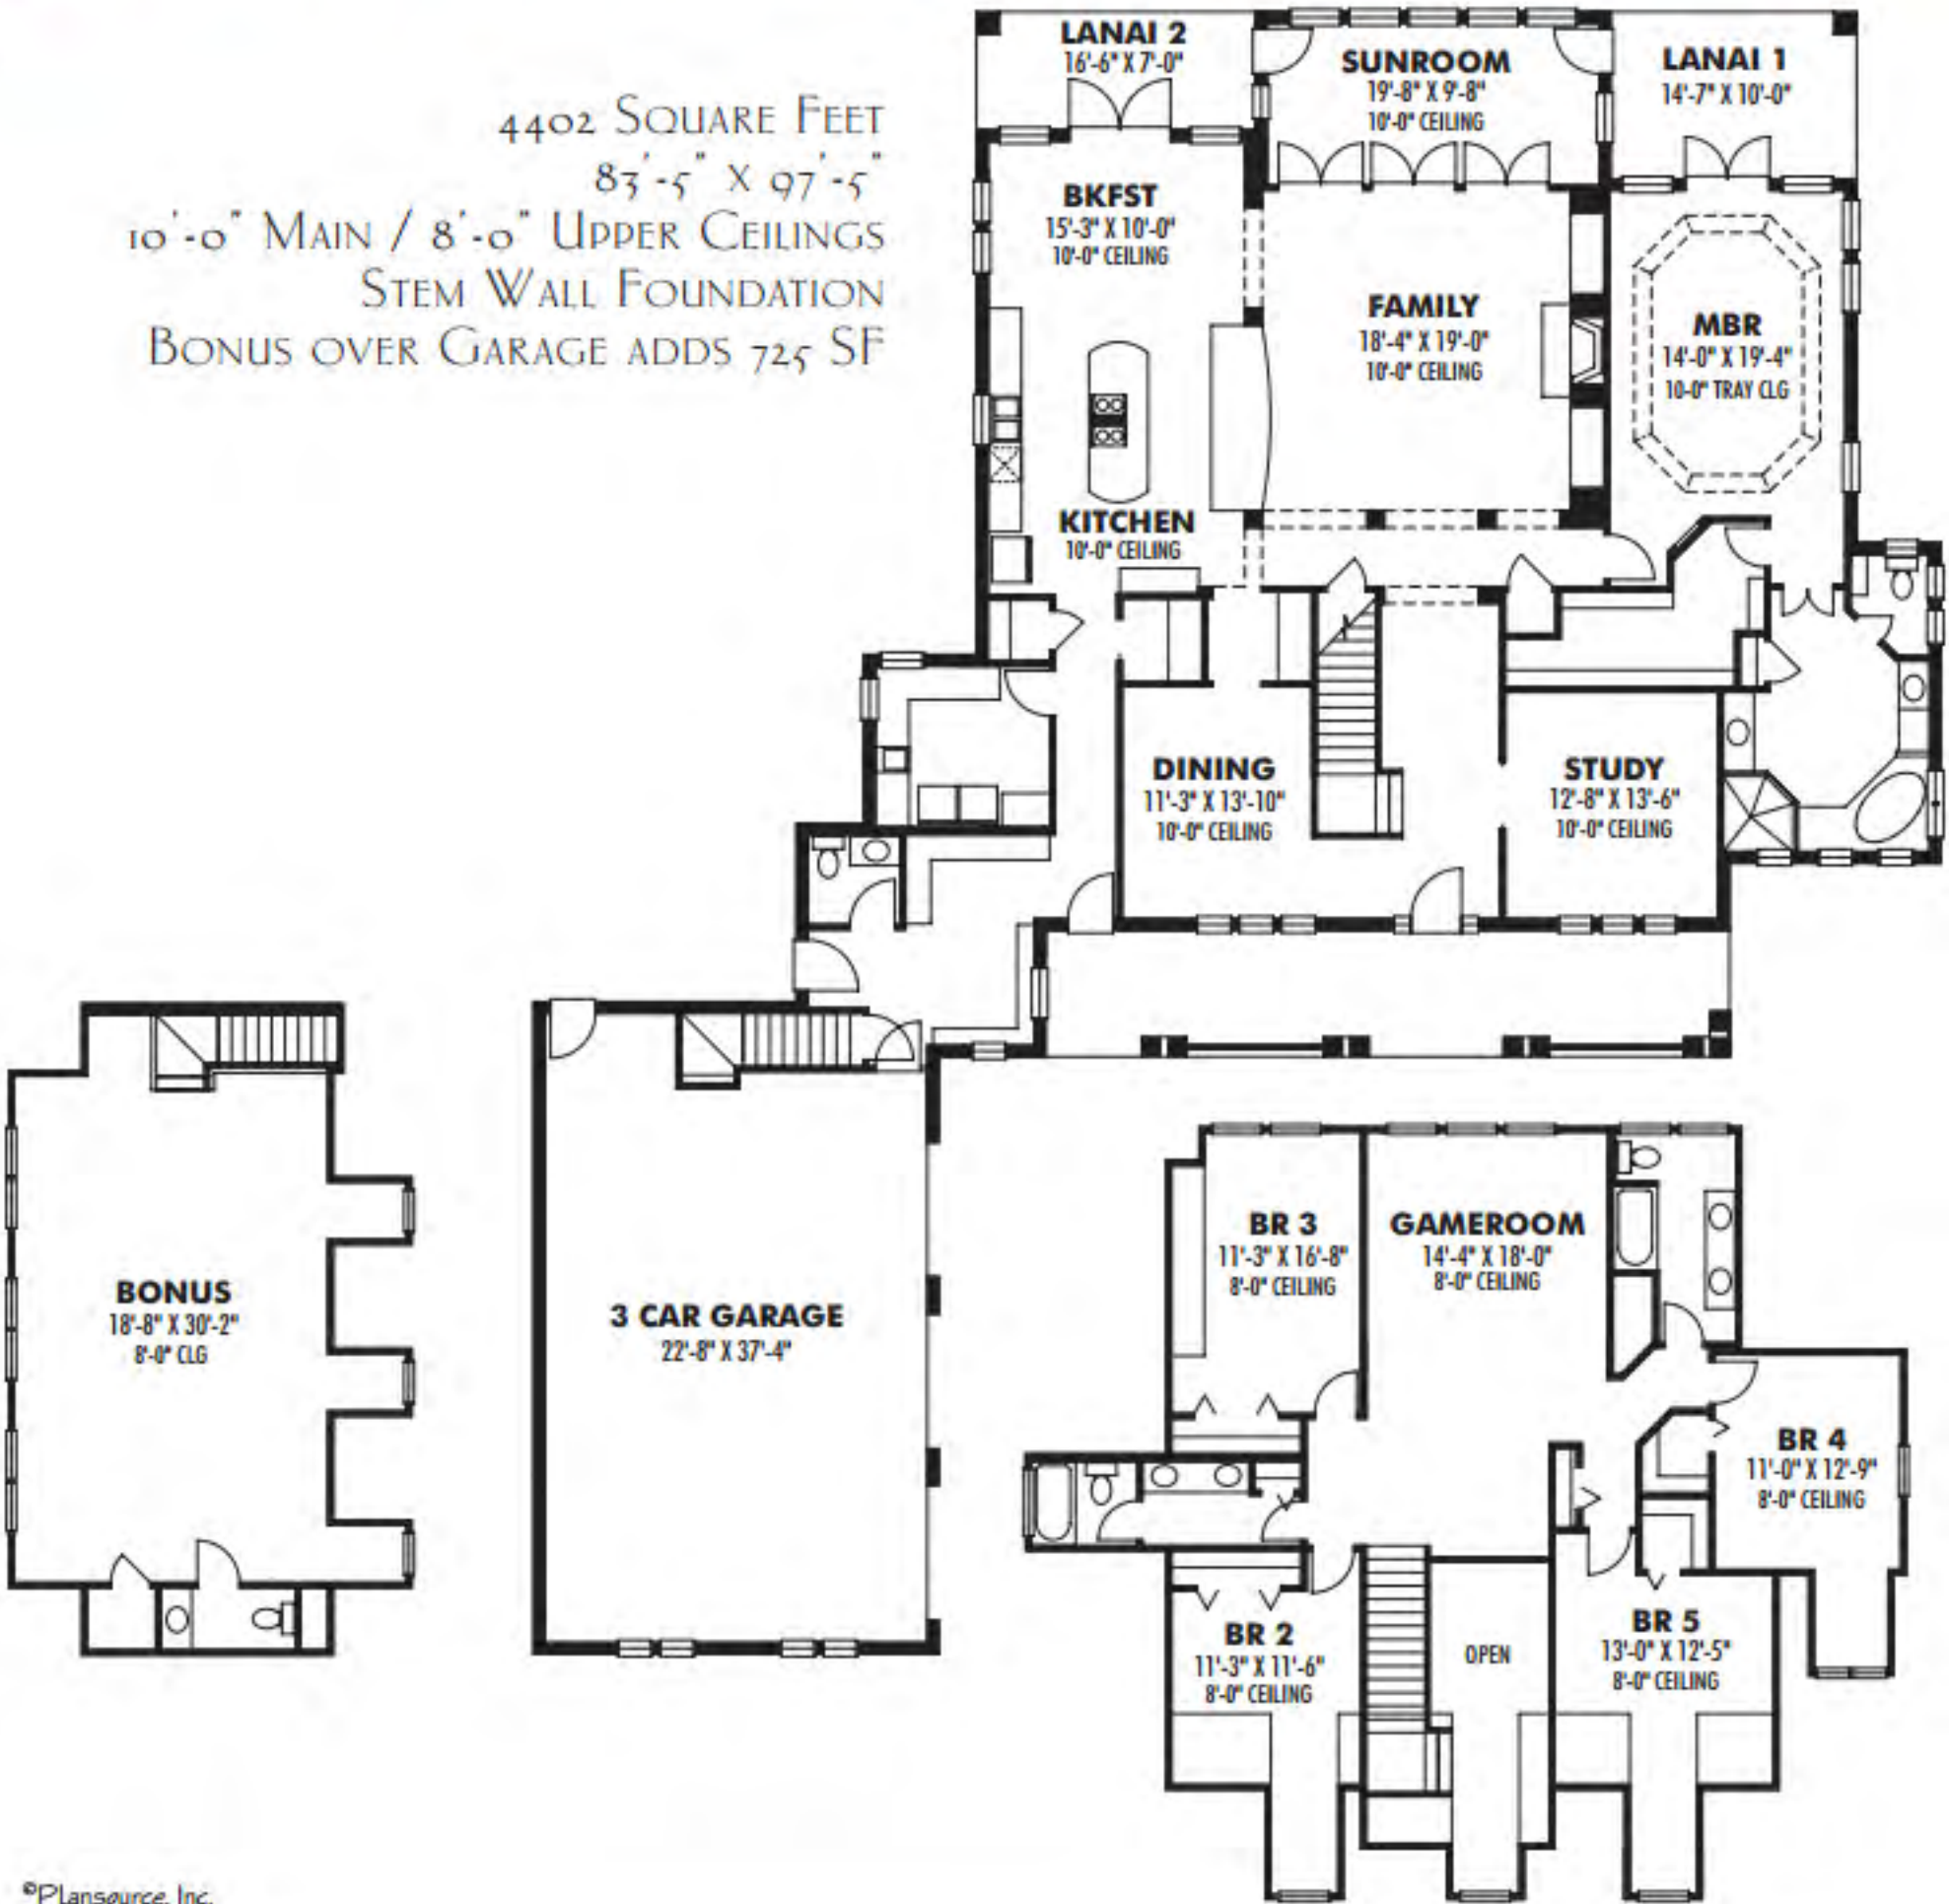 4402 SQUARE FEET
83'-5" X 97'-5"
10'-0" MAIN / 8'-0" UPPER CEILINGS
STEM WALL FOUNDATION
BONUS OVER GARAGE ADDS 725 SF
LANAI 2
16'-6" X 7'-0"
SUNROOM
19'-8" X 9'-8"
10'-0" CEILING
LANAI 1
14'-7" X 10'-0"
BKFST
15'-3" X 10'-0"
10'-0" CEILING
FAMILY
18'-4" X 19'-0"
10'-0" CEILING
MBR
14'-0" X 19'-4"
10-0" TRAY CLG
KITCHEN
10'-0" CEILING
DINING
11'-3" X 13'-10"
10'-0" CEILING
STUDY
12'-8" X 13'-6"
10'-0" CEILING
BONUS
18'-8" X 30'-2"
8'-0" CLG
3 CAR GARAGE
22'-8" X 37'-4"
BR 3
11'-3" X 16'-8"
8'-0" CEILING
GAMEROOM
14'-4" X 18'-0"
8'-0" CEILING
BR 4
11'-0" X 12'-9"
8'-0" CEILING
BR 2
11'-3" X 11'-6"
8'-0" CEILING
OPEN
BR 5
13'-0" X 12'-5"
8'-0" CEILING
©Plansource, Inc.